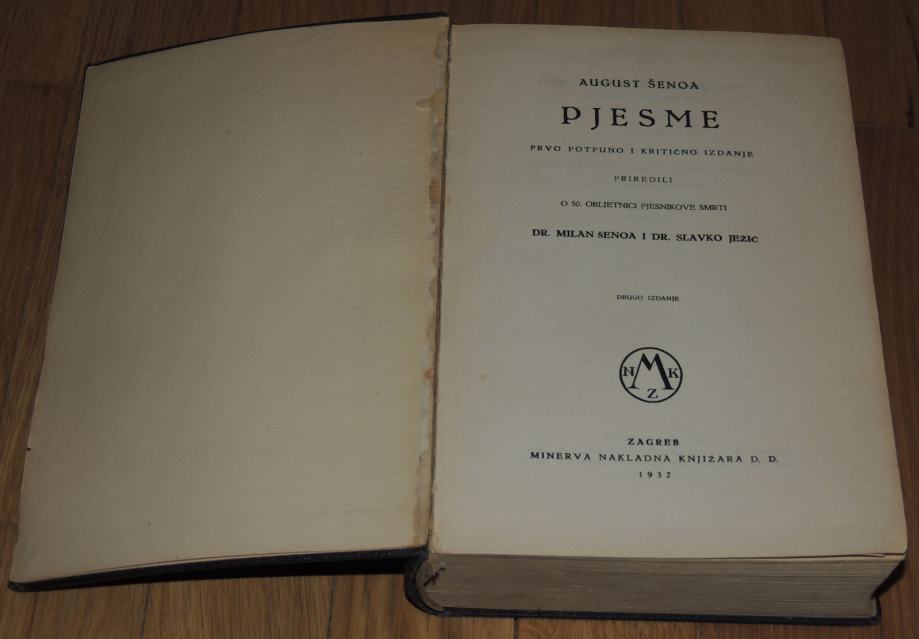 AUGUST ŠENOA
PJESME
PRVO POTPUNO I KRITIČNO IZDANJE
PRIREDILI
O 50. OBLJETNICI PJESNIKOVE SMRTI
DR. MILAN ŠENOA I DR. SLAVKO JEŽIĆ
DRUGO IZDANJE
N M K
Z
ZAGREB
MINERVA NAKLADNA KNJIŽARA D. D.
1932